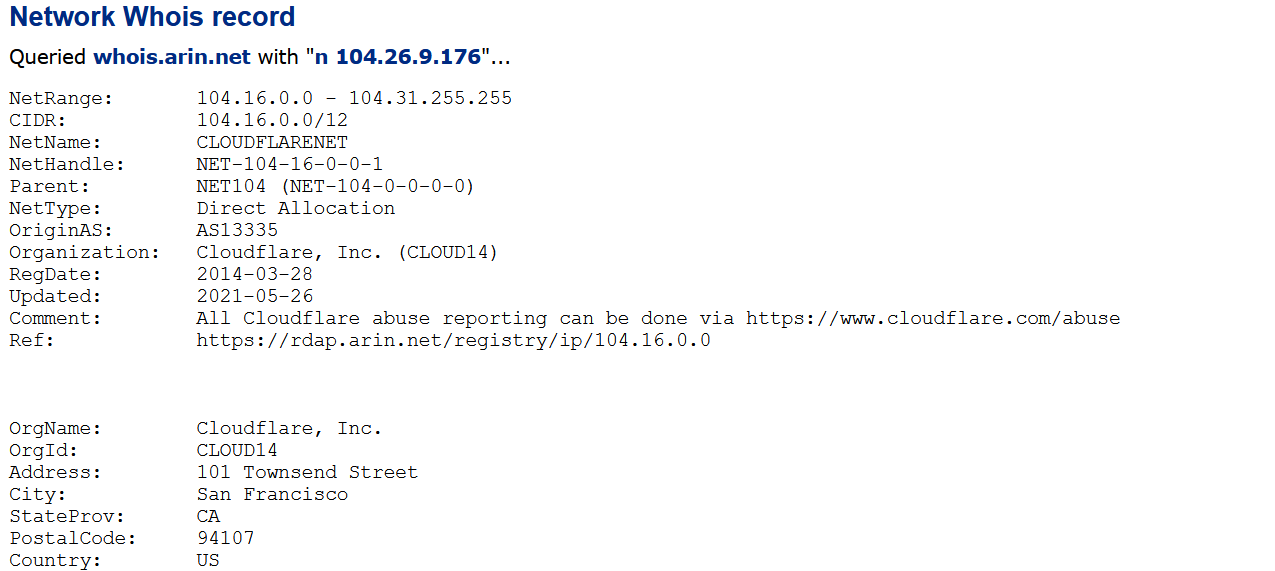 Network Whois record
Queried whois.arin.net with "n 104.26.9.176"...
NetRange: 104.16.0.0 - 104.31.255.255
CIDR: 104.16.0.0/12
NetName: CLOUDFLARENET
NetHandle: NET-104-16-0-0-1
Parent: NET104 (NET-104-0-0-0-0)
NetType: Direct Allocation
OriginAS: AS13335
Organization: Cloudflare, Inc. (CLOUD14)
RegDate: 2014-03-28
Updated: 2021-05-26
Comment: All Cloudflare abuse reporting can be done via https://www.cloudflare.com/abuse
Ref: https://rdap.arin.net/registry/ip/104.16.0.0
OrgName: Cloudflare, Inc.
OrgId: CLOUD14
Address: 101 Townsend Street
City: San Francisco
StateProv: CA
PostalCode: 94107
Country: US